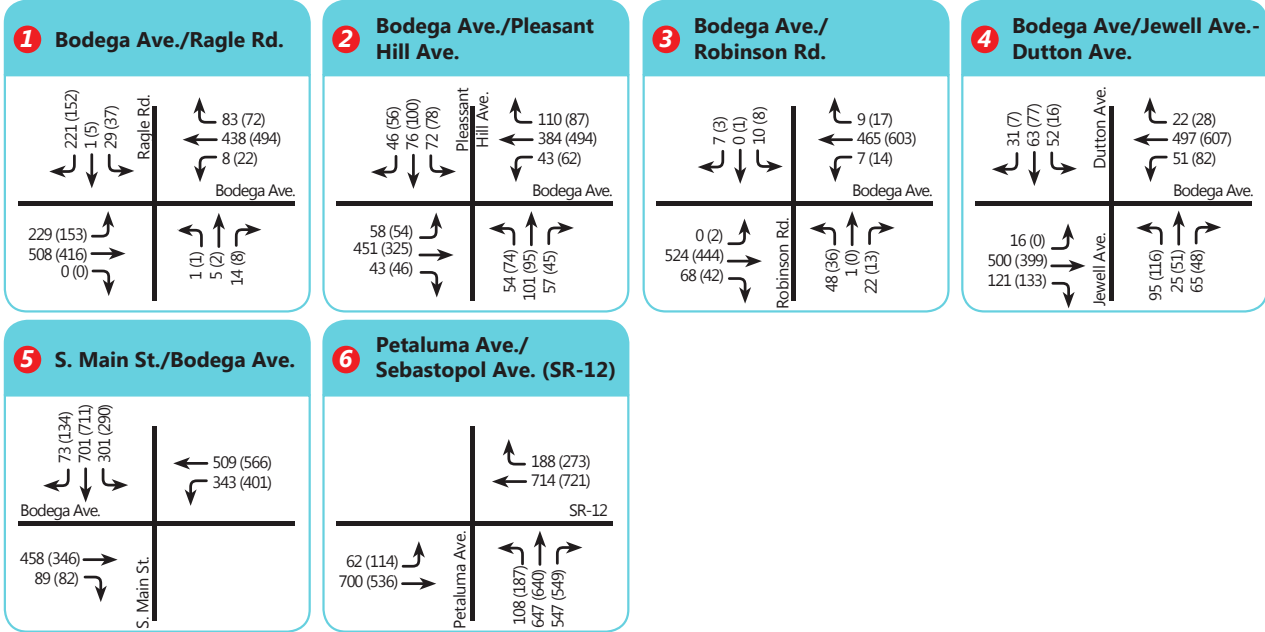 1 Bodega Ave./Ragle Rd.
221 (152)
1 (5)
29 (37)
Ragle Rd.
83 (72)
438 (494)
8 (22)
Bodega Ave.
229 (153)
508 (416)
0 (0)
1 (1)
5 (2)
14 (8)
2 Bodega Ave./Pleasant
Hill Ave.
46 (56)
76 (100)
72 (78)
Pleassant
Hill Ave.
110 (87)
384 (494)
43 (62)
Bodega Ave.
58 (54)
451 (325)
43 (46)
54 (74)
101 (95)
57 (45)
3 Bodega Ave./
Robinson Rd.
7 (3)
0 (1)
10 (8)
9 (17)
465 (603)
7 (14)
Bodega Ave.
0 (2)
524 (444)
68 (42)
Robinson Rd.
48 (36)
1 (0)
22 (13)
4 Bodega Ave/Jewell Ave.-
Dutton Ave.
31 (7)
63 (77)
52 (16)
Dutton Ave.
22 (28)
497 (607)
51 (82)
Bodega Ave.
16 (0)
500 (399)
121 (133)
Jewell Ave.
95 (116)
25 (51)
65 (48)
5 S. Main St./Bodega Ave.
73 (134)
701 (711)
301 (290)
509 (566)
343 (401)
Bodega Ave.
458 (346)
89 (82)
S. Main St.
6 Petaluma Ave./
Sebastopol Ave. (SR-12)
188 (273)
714 (721)
SR-12
62 (114)
700 (536)
Petaluma Ave.
108 (187)
647 (640)
547 (549)